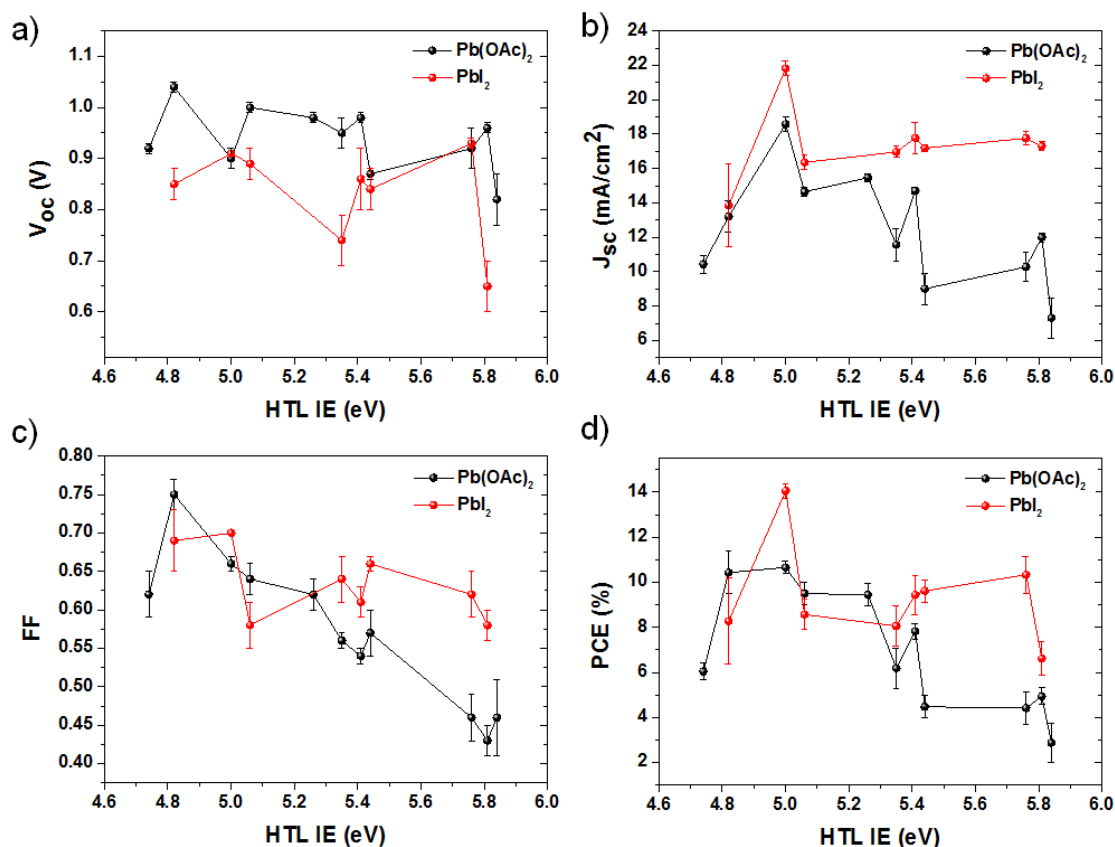 a)
Pb(OAc)2
PbI2
1.1
1.0
0.9
0.8
0.7
0.6
Voc (V)
4.6 4.8 5.0 5.2 5.4 5.6 5.8 6.0
HTL IE (eV)
b)
Pb(OAc)2
PbI2
24
22
20
18
16
14
12
10
8
6
JSC (mA/cm2)
4.6 4.8 5.0 5.2 5.4 5.6 5.8 6.0
HTL IE (eV)
c)
Pb(OAc)2
PbI2
0.80
0.75
0.70
0.65
0.60
0.55
0.50
0.45
0.40
FF
4.6 4.8 5.0 5.2 5.4 5.6 5.8 6.0
HTL IE (eV)
d)
Pb(OAc)2
PbI2
14
12
10
8
6
4
2
PCE (%)
4.6 4.8 5.0 5.2 5.4 5.6 5.8 6.0
HTL IE (eV)